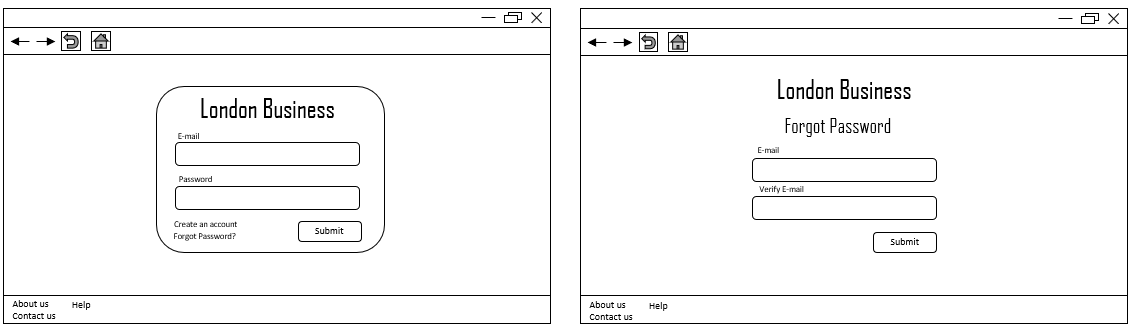 London Business
E-mail
Password
Create an account
Forgot Password?
Submit
About us
Help
Contact us
London Business
Forgot Password
E-mail
Verify E-mail
Submit
About us
Help
Contact us